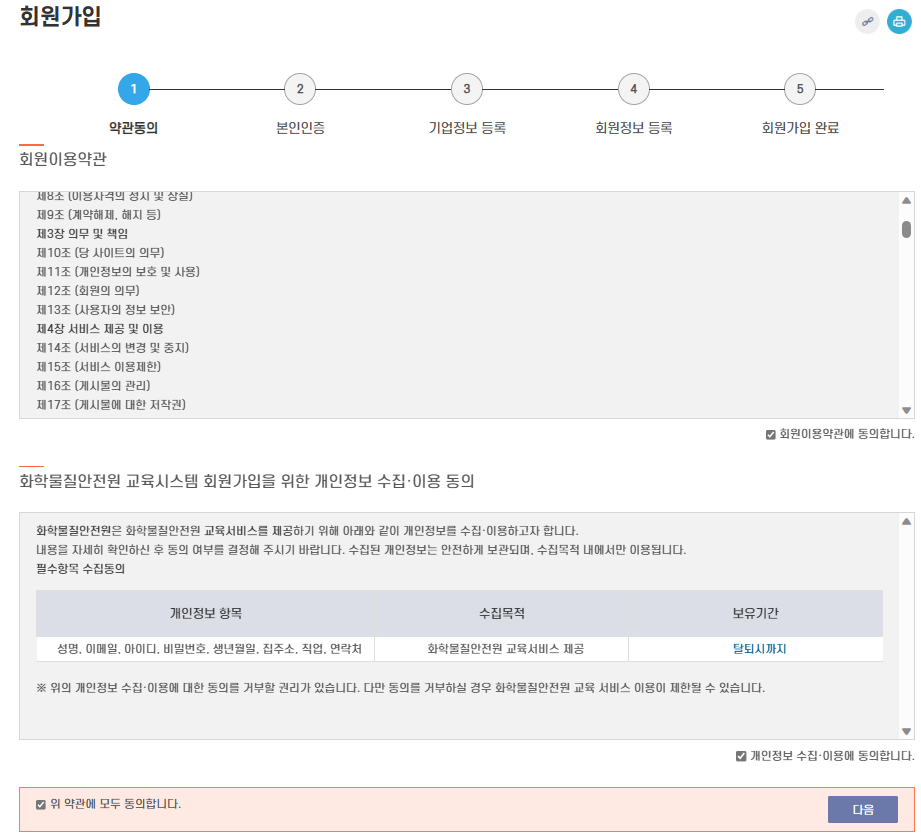 회원가입
1
2
3
4
5
약관동의
본인인증
기업정보 등록
회원정보 등록
회원가입 완료
회원이용약관
제8조 (이용자격의 정지 및 상실)
제9조 (계약해제, 해지 등)
제3장 의무 및 책임
제10조 (당 사이트의 의무)
제11조 (개인정보의 보호 및 사용)
제12조 (회원의 의무)
제13조 (사용자의 정보 보안)
제4장 서비스 제공 및 이용
제14조 (서비스의 변경 및 중지)
제15조 (서비스 이용제한)
제16조 (게시물의 관리)
제17조 (게시물에 대한 저작권)
회원이용약관에 동의합니다.
화학물질안전원 교육시스템 회원가입을 위한 개인정보 수집·이용 동의
화학물질안전원은 화학물질안전원 교육서비스를 제공하기 위해 아래와 같이 개인정보를 수집·이용하고자 합니다.
내용을 자세히 확인하신 후 동의 여부를 결정해 주시기 바랍니다. 수집된 개인정보는 안전하게 보관되며, 수집목적 내에서만 이용됩니다.
필수항목 수집동의
개인정보 항목 수집목적 보유기간
성명, 이메일, 아이디, 비밀번호, 생년월일, 집주소, 직업, 연락처 화학물질안전원 교육서비스 제공 탈퇴시까지
※ 위의 개인정보 수집·이용에 대한 동의를 거부할 권리가 있습니다. 다만 동의를 거부하실 경우 화학물질안전원 교육 서비스 이용이 제한될 수 있습니다.
개인정보 수집·이용에 동의합니다.
위 약관에 모두 동의합니다.
다음